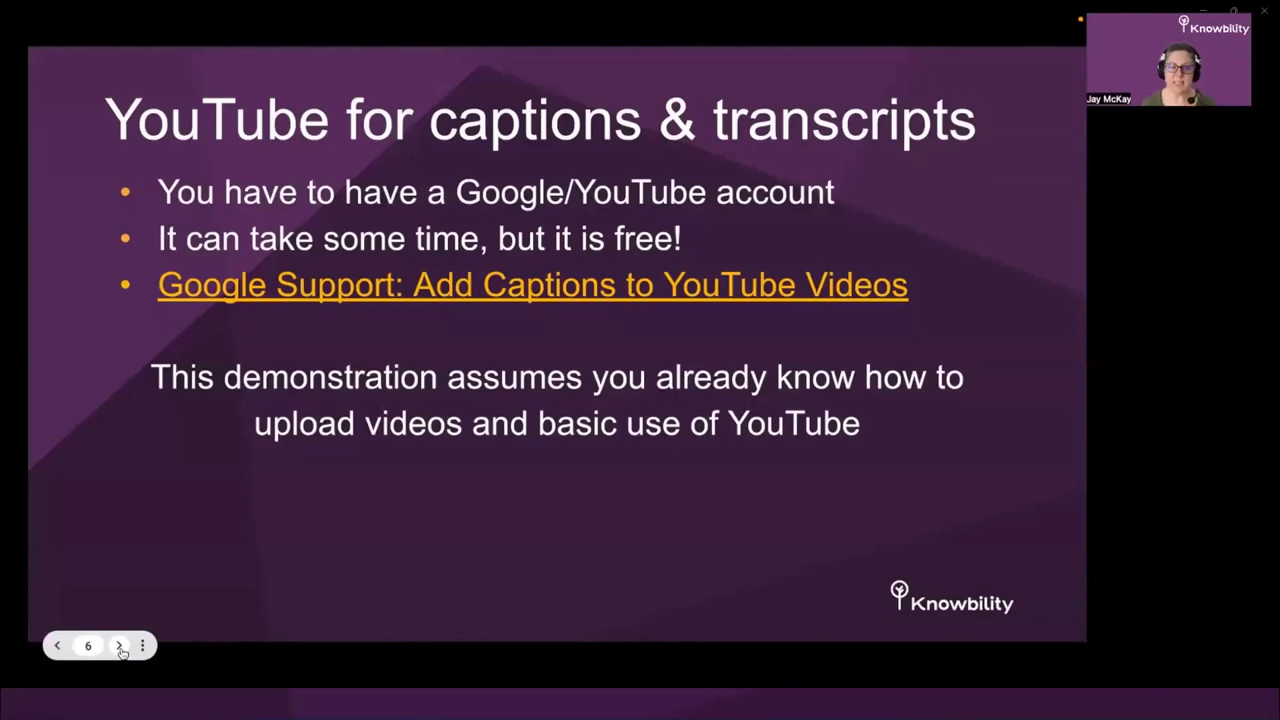 Knowbility
Jay McKay
YouTube for captions & transcripts
• You have to have a Google/YouTube account
• It can take some time, but it is free!
• Google Support: Add Captions to YouTube Videos
This demonstration assumes you already know how to
upload videos and basic use of YouTube
Knowbility
6